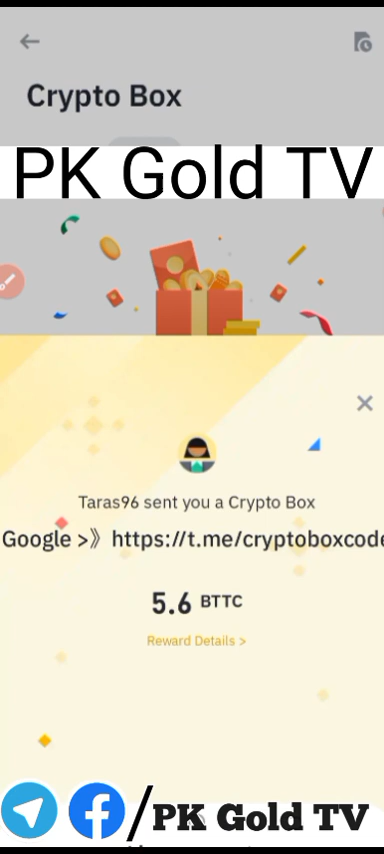 Crypto Box
PK Gold TV
Taras96 sent you a Crypto Box
Google >》 https://t.me/cryptoboxcode
5.6 BTTC
Reward Details >
/PK Gold TV